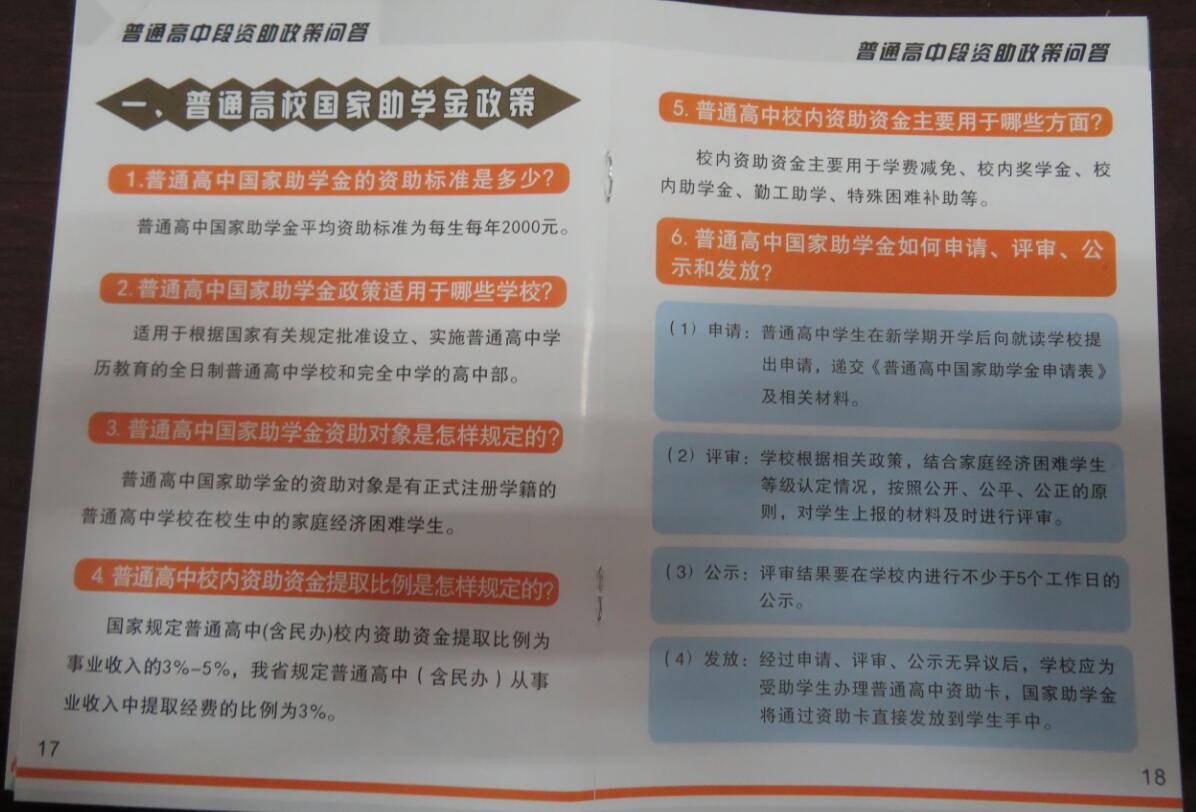 普通高中段资助政策问答
一、普通高校国家助学金政策
1.普通高中国家助学金的资助标准是多少?
普通高中国家助学金平均资助标准为每生每年2000元。
2.普通高中国家助学金政策适用于哪些学校?
适用于根据国家有关规定批准设立、实施普通高中学
历教育的全日制普通高中学校和完全中学的高中部。
3.普通高中国家助学金资助对象是怎样规定的?
普通高中国家助学金的资助对象是有正式注册学籍的
普通高中学校在校生中的家庭经济困难学生。
4.普通高中校内资助资金提取比例是怎样规定的?
国家规定普通高中(含民办)校内资助资金提取比例为
事业收入的3%-5%，我省规定普通高中（含民办）从事
业收入中提取经费的比例为3%。
17
普通高中段资助政策问答
5.普通高中校内资助资金主要用于哪些方面?
校内资助资金主要用于学费减免、校内奖学金、校
内助学金、勤工助学、特殊困难补助等。
6.普通高中国家助学金如何申请、评审、公
示和发放?
（1）申请：普通高中学生在新学期开学后向就读学校提
出申请，递交《普通高中国家助学金申请表》
及相关材料。
（2）评审：学校根据相关政策，结合家庭经济困难学生
等级认定情况，按照公开、公平、公正的原
则，对学生上报的材料及时进行评审。
（3）公示：评审结果要在学校内进行不少于5个工作日的
公示。
（4）发放：经过申请、评审、公示无异议后，学校应为
受助学生办理普通高中资助卡，国家助学金
将通过资助卡直接发放到学生手中。
18